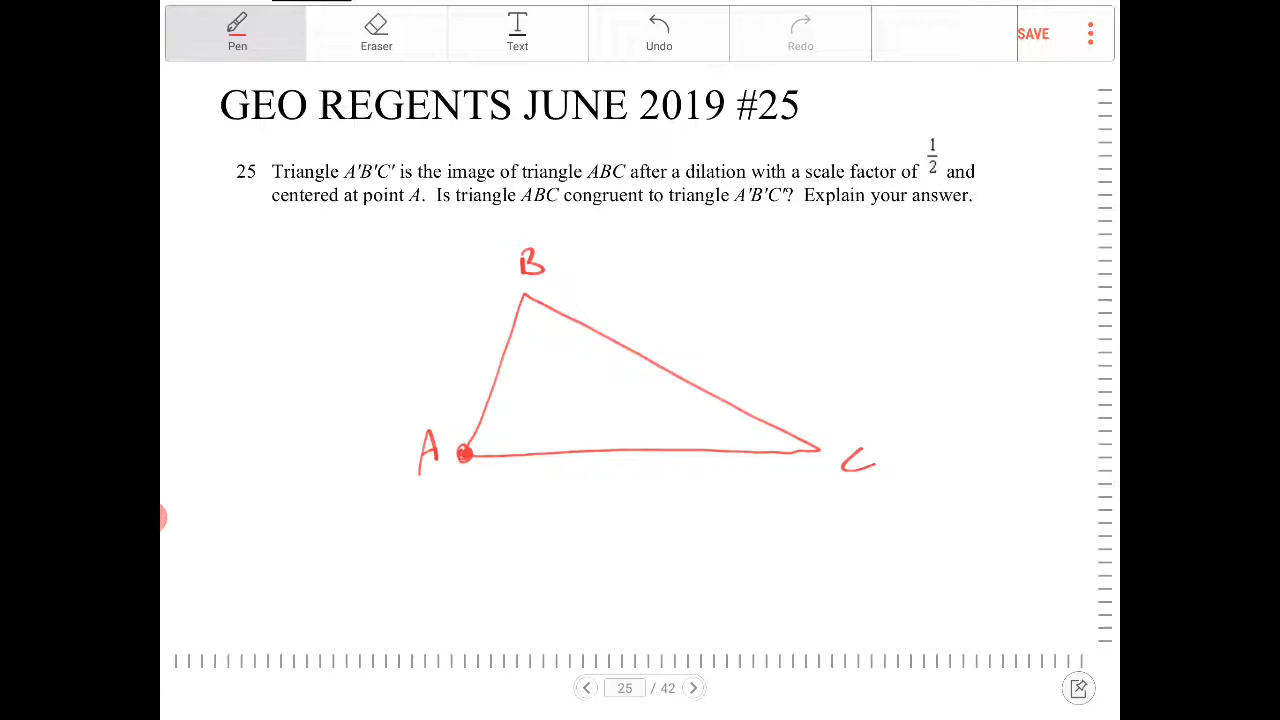 Pen Eraser Text Undo Redo SAVE
GEO REGENTS JUNE 2019 #25
25 Triangle A'B'C' is the image of triangle ABC after a dilation with a scale factor of 1/2 and
centered at point A. Is triangle ABC congruent to triangle A'B'C'? Explain your answer.
B
A
C
25 / 42